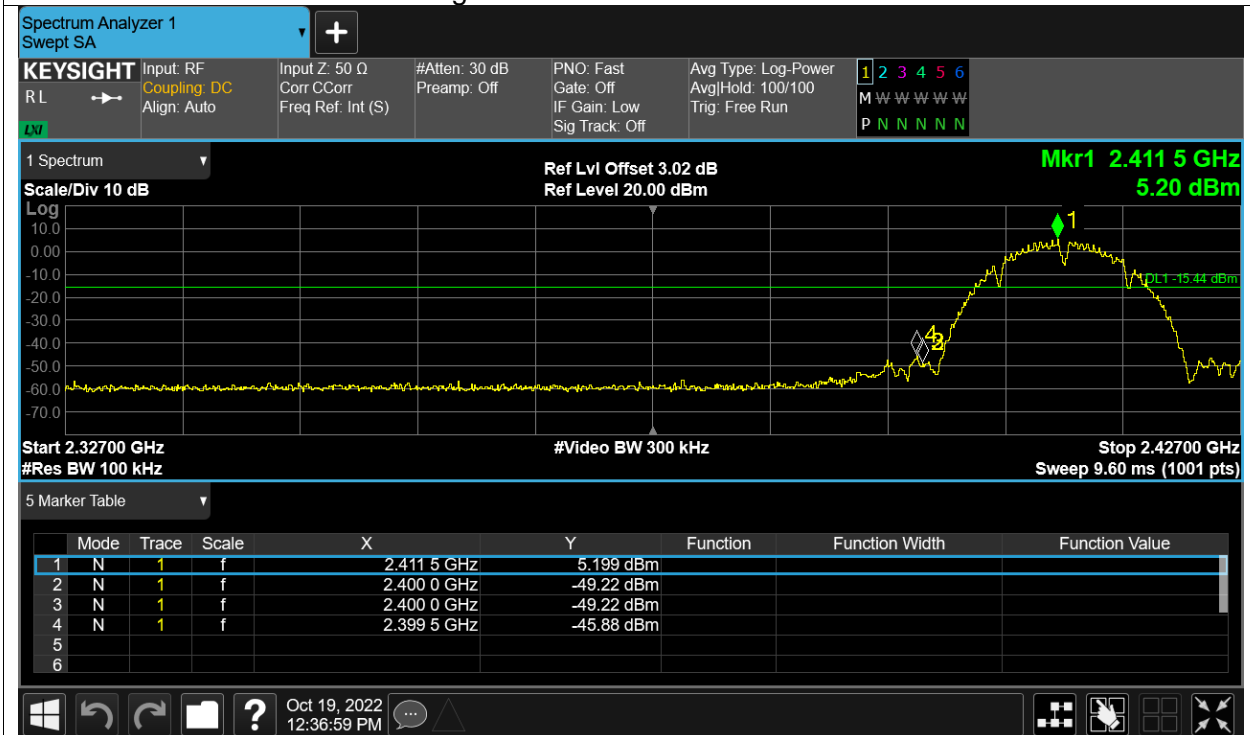 Spectrum Analyzer 1
Swept SA
+
KEYSIGHT Input: RF Input Z: 50 Ω #Atten: 30 dB PNO: Fast Avg Type: Log-Power 1 2 3 4 5 6
R L Coupling: DC Corr CCorr Preamp: Off Gate: Off Avg|Hold: 100/100 M W W W W W W
Align: Auto Freq Ref: Int (S) IF Gain: Low Trig: Free Run
LXI Sig Track: Off P N N N N N N
1 Spectrum Ref Lvl Offset 3.02 dB Mkr1 2.411 5 GHz
Scale/Div 10 dB Ref Level 20.00 dBm 5.20 dBm
Log
10.0
0.00
-10.0
-20.0
-30.0
-40.0
-50.0
-60.0
-70.0
1
DL1 -15.44 dBm
4
Start 2.32700 GHz #Video BW 300 kHz Stop 2.42700 GHz
#Res BW 100 kHz Sweep 9.60 ms (1001 pts)
5 Marker Table
Mode Trace Scale X Y Function Function Width Function Value
1 N 1 f 2.411 5 GHz 5.199 dBm
2 N 1 f 2.400 0 GHz -49.22 dBm
3 N 1 f 2.400 0 GHz -49.22 dBm
4 N 1 f 2.399 5 GHz -45.88 dBm
5
6
? Oct 19, 2022
12:36:59 PM